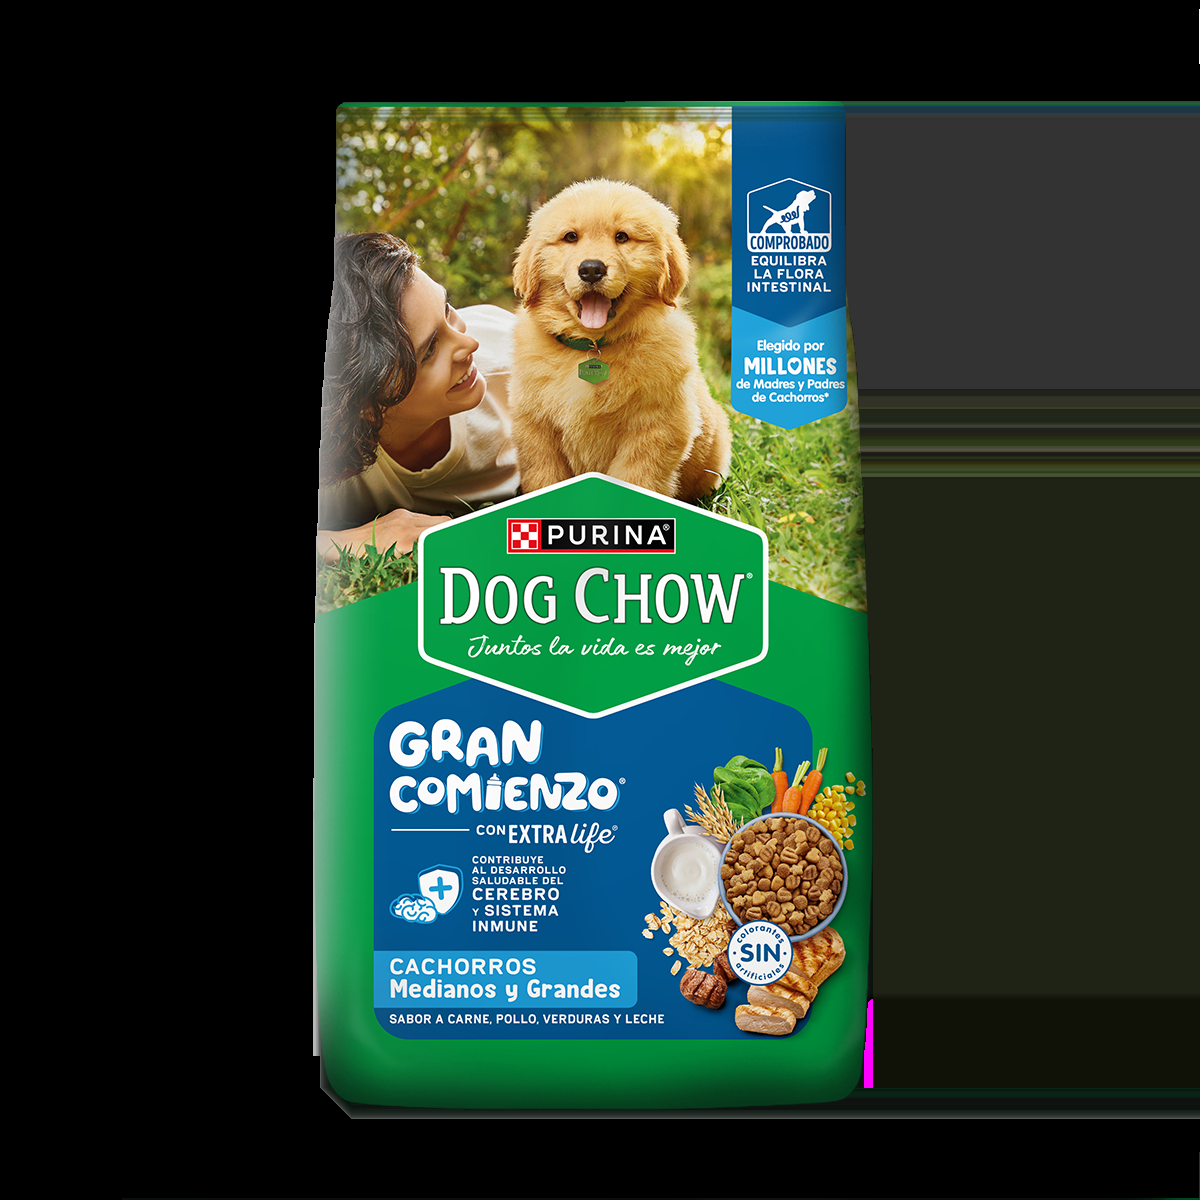 COMPROBADO
EQUILIBRA
LA FLORA
INTESTINAL
Elegido por
MILLONES
de Madres y Padres
de Cachorros*
PURINA®
DOG CHOW®
Juntos la vida es mejor
GRAN
COMIENZO®
CON EXTRA life®
CONTRIBUYE
AL DESARROLLO
SALUDABLE DEL
CEREBRO
Y SISTEMA
INMUNE
colorantes
SIN
artificiales
CACHORROS
Medianos y Grandes
SABOR A CARNE, POLLO, VERDURAS Y LECHE